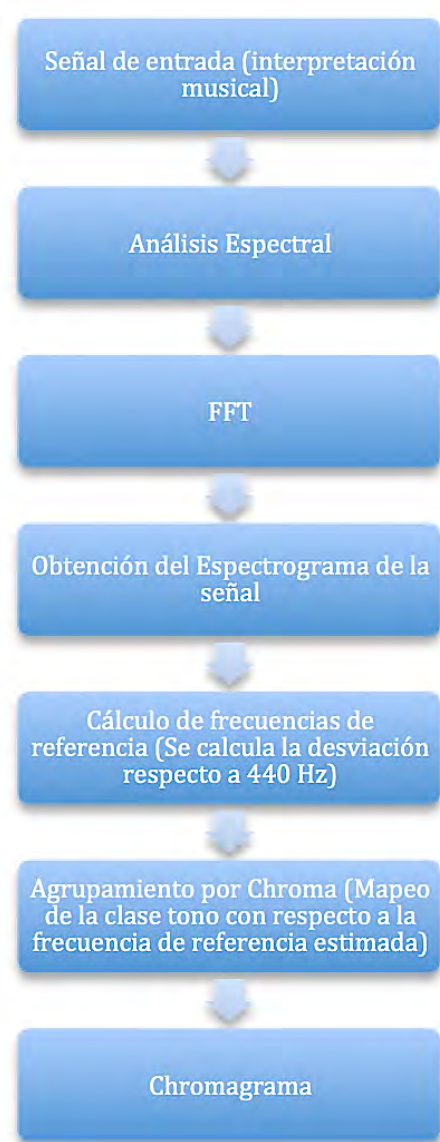 Señal de entrada (interpretación
musical)
Análisis Espectral
FFT
Obtención del Espectrograma de la
señal
Cálculo de frecuencias de
referencia (Se calcula la desviación
respecto a 440 Hz)
Agrupamiento por Chroma (Mapeo
de la clase tono con respecto a la
frecuencia de referencia estimada)
Chromagrama